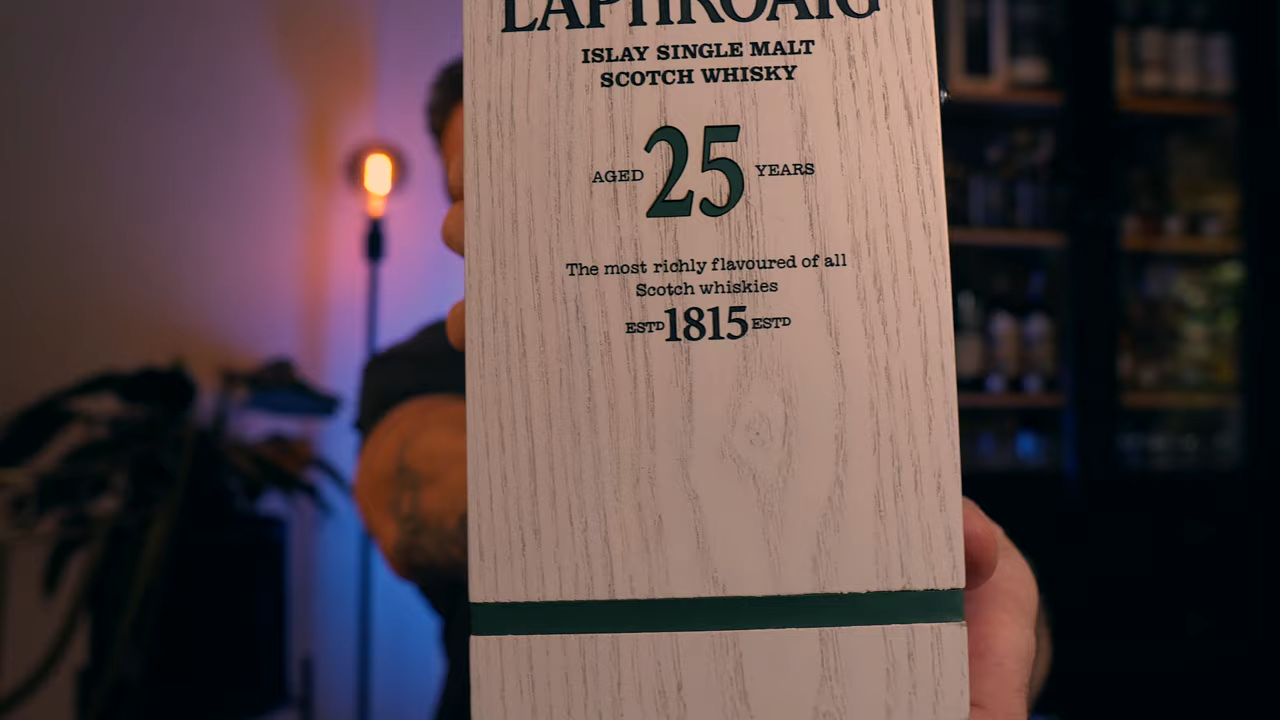 LAPHROAIG
ISLAY SINGLE MALT
SCOTCH WHISKY
AGED 25 YEARS
The most richly flavoured of all
Scotch whiskies
ESTD 1815 ESTD